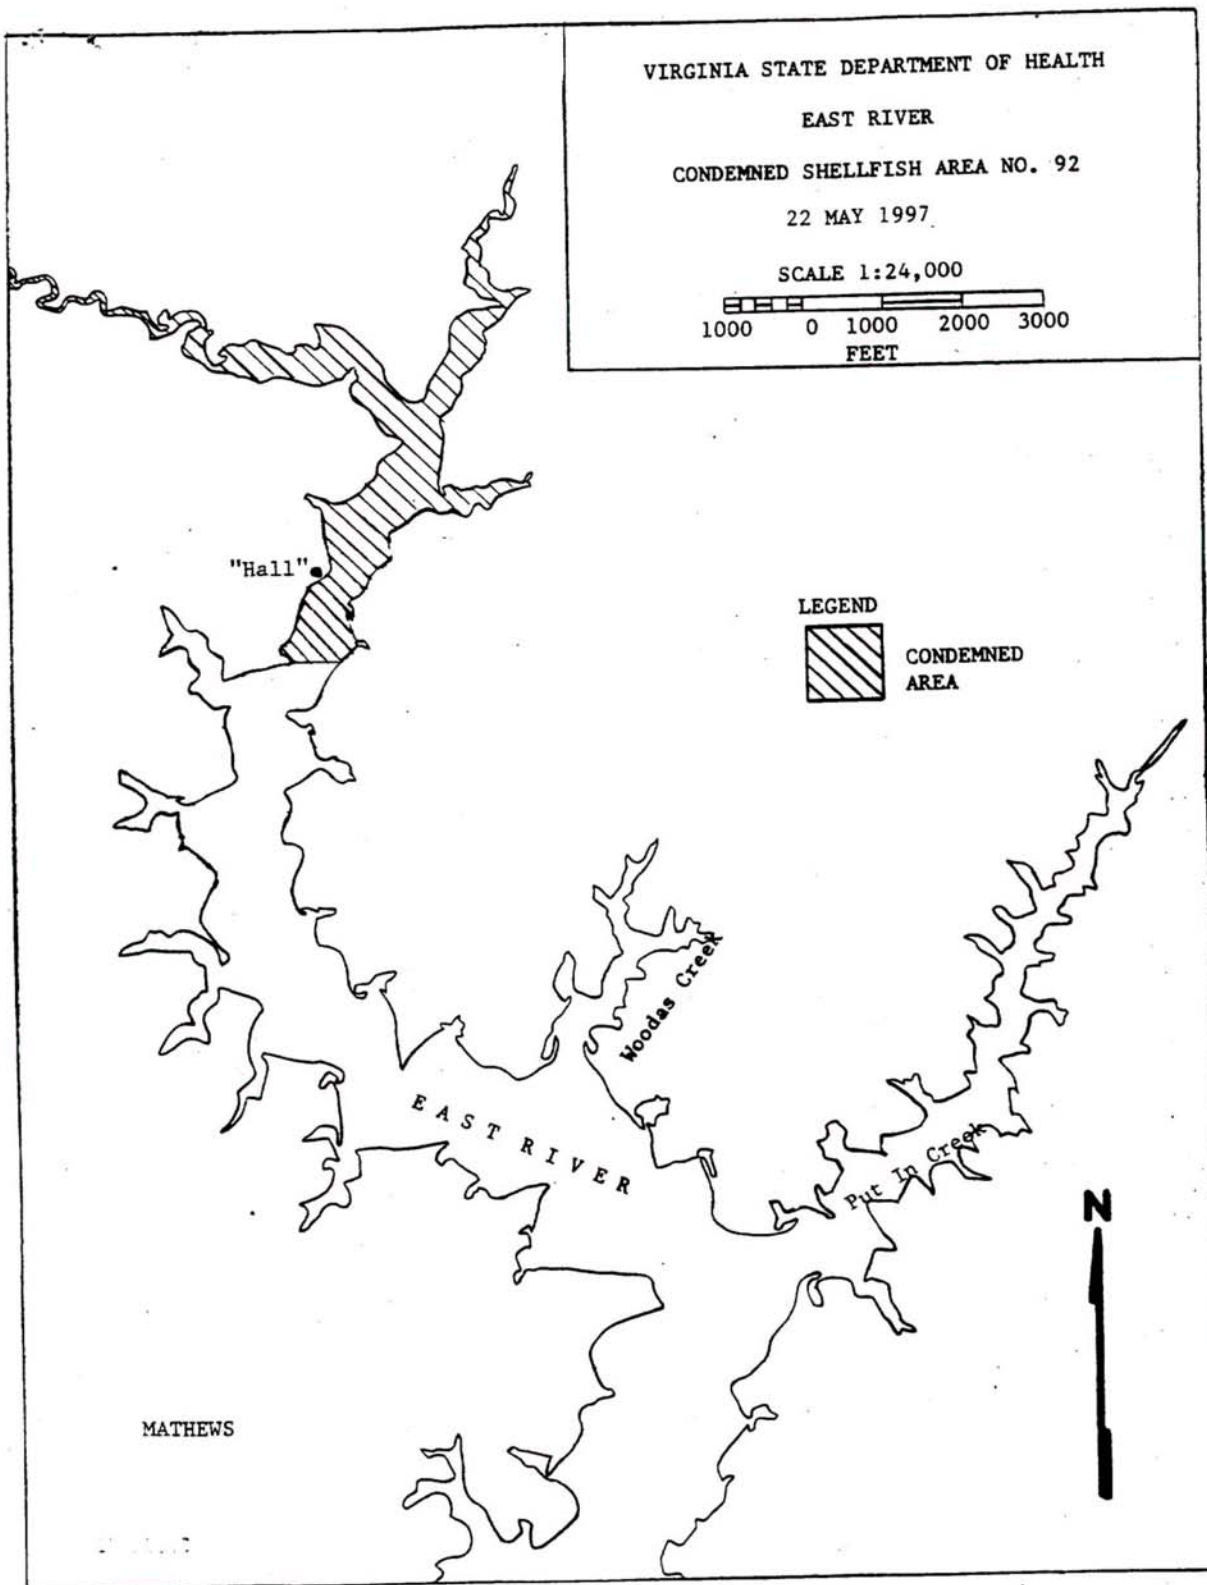 VIRGINIA STATE DEPARTMENT OF HEALTH
EAST RIVER
CONDEMNED SHELLFISH AREA NO. 92
22 MAY 1997
SCALE 1:24,000
1000 0 1000 2000 3000
FEET
"Hall"
LEGEND
CONDEMNED
AREA
Woodas Creek
EAST RIVER
Put In Creek
N
MATHEWS